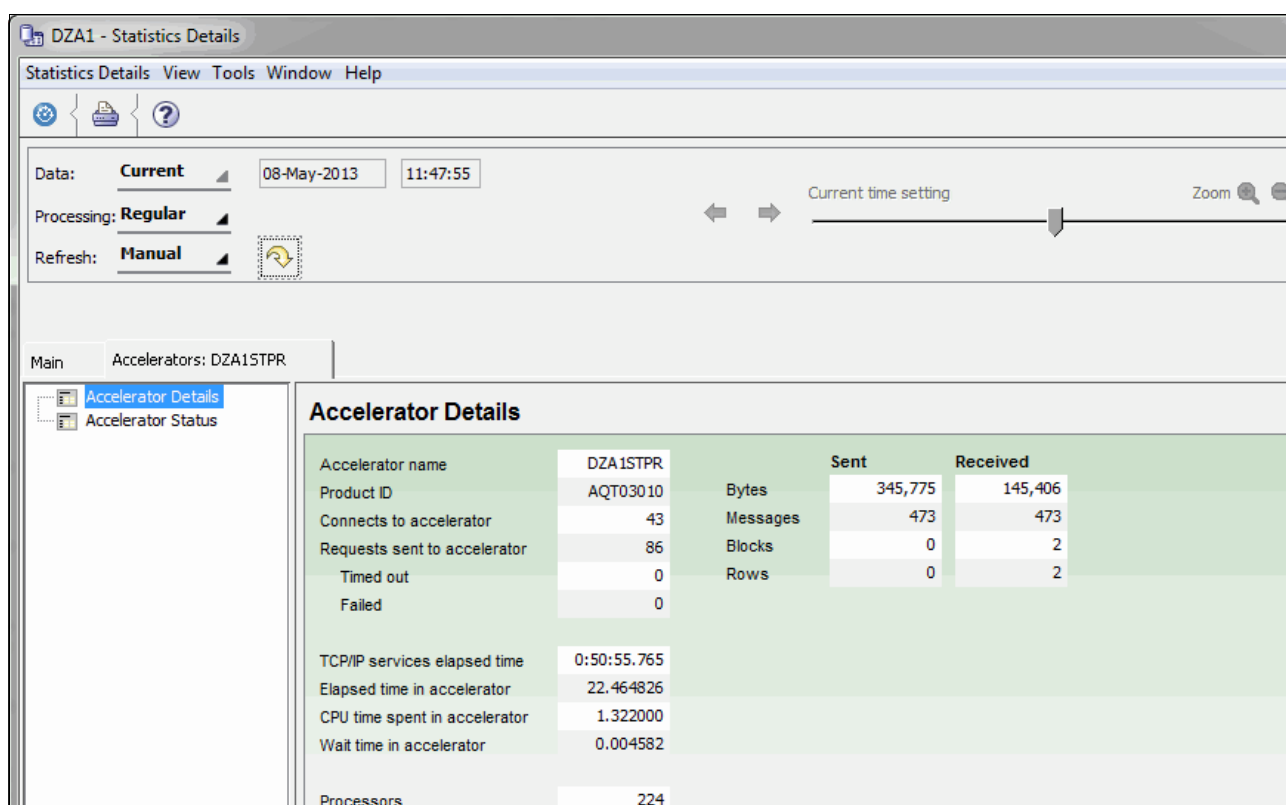 DZA1 - Statistics Details
Statistics Details View Tools Window Help
Data: Current 08-May-2013 11:47:55
Current time setting Zoom
Processing: Regular
Refresh: Manual
Main Accelerators: DZA1STPR
Accelerator Details
Accelerator Status
Accelerator Details
Accelerator name DZA1STPR
Product ID AQT03010
Connects to accelerator 43
Requests sent to accelerator 86
Timed out 0
Failed 0
Sent Received
Bytes 345,775 145,406
Messages 473 473
Blocks 0 2
Rows 0 2
TCP/IP services elapsed time 0:50:55.765
Elapsed time in accelerator 22.464826
CPU time spent in accelerator 1.322000
Wait time in accelerator 0.004582
Processors 224